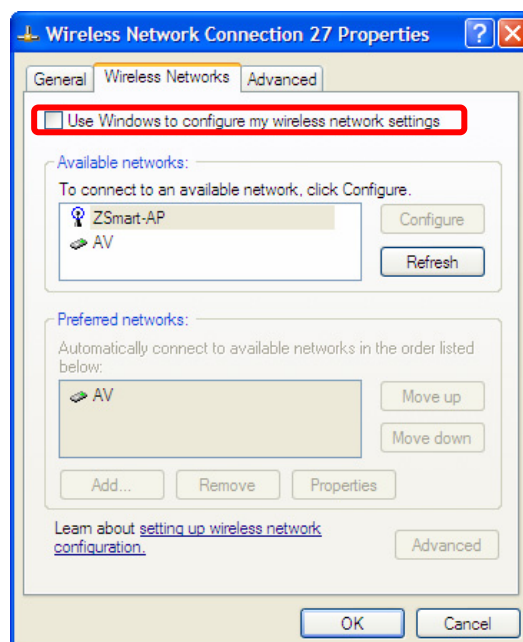 Wireless Network Connection 27 Properties
General Wireless Networks Advanced
Use Windows to configure my wireless network settings
Available networks:
To connect to an available network, click Configure.
ZSmart-AP
AV
Configure
Refresh
Preferred networks:
Automatically connect to available networks in the order listed
below:
AV
Move up
Move down
Add... Remove Properties
Learn about setting up wireless network
configuration.
Advanced
OK Cancel